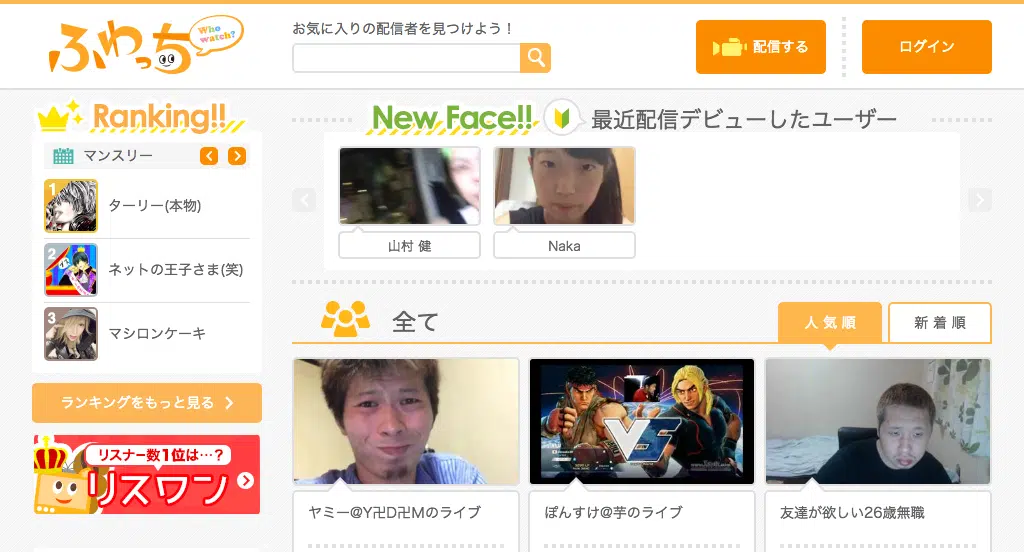 ふわっち
Who watch?
お気に入りの配信者を見つけよう！
配信する
ログイン
Ranking!!
マンスリー
1
ターリー(本物)
2
ネットの王子さま(笑)
3
マシロンケーキ
ランキングをもっと見る
リスナー数1位は…？
リスワン
New Face!!
最近配信デビューしたユーザー
山村 健
Naka
全て
人気順
新着順
ヤミー@Y卍D卍Mのライブ
VS
ぽんすけ@芋のライブ
友達が欲しい26歳無職